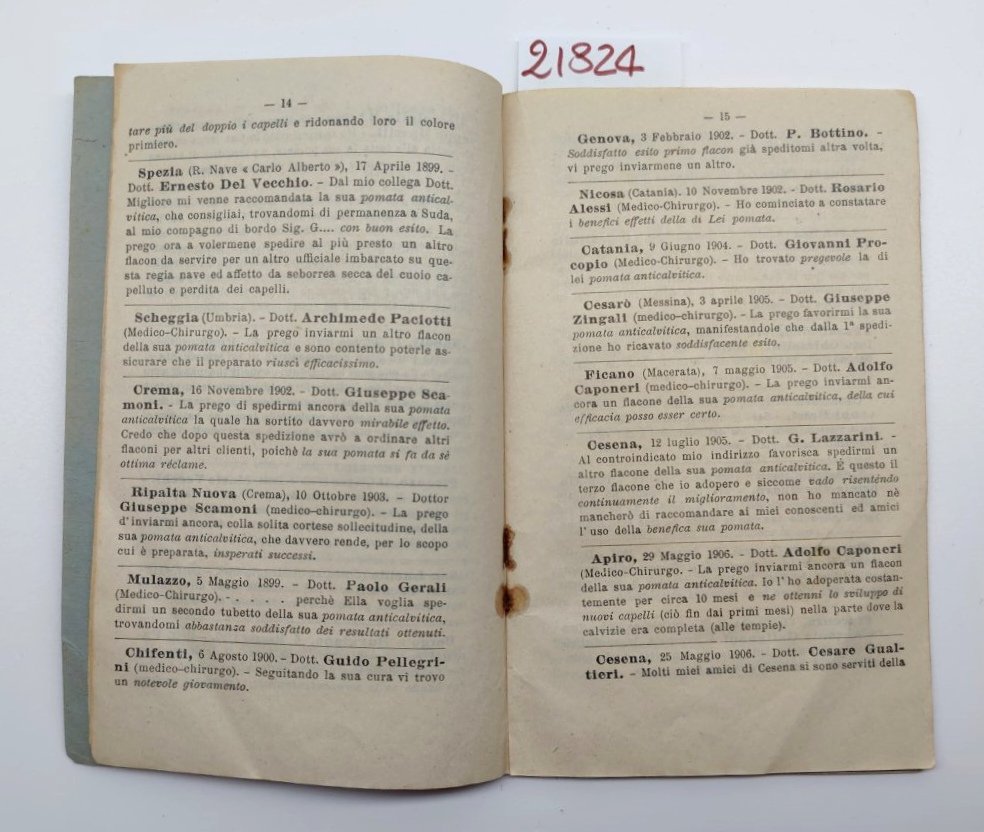 21824
— 14 —
tare più del doppio i capelli e ridonando loro il colore
primiero.
Spezia (R. Nave « Carlo Alberto »), 17 Aprile 1899. -
Dott. Ernesto Del Vecchio. - Dal mio collega Dott.
Migliore mi venne raccomandata la sua pomata antical-
vitica, che consigliai, trovandomi di permanenza a Suda,
al mio compagno di bordo Sig. G.... con buon esito. La
prego ora a volermene spedire al più presto un altro
flacon da servire per un altro ufficiale imbarcato su que-
sta regia nave ed affetto da seborrea secca del cuoio ca-
pelluto e perdita dei capelli.
Scheggia (Umbria). - Dott. Archimede Paciotti
(Medico-Chirurgo). - La prego inviarmi un altro flacon
della sua pomata anticalvitica e sono contento poterle as-
sicurare che il preparato riuscì efficacissimo.
Crema, 16 Novembre 1902. - Dott. Giuseppe Sca-
moni. - La prego di spedirmi ancora della sua pomata
anticalvitica la quale ha sortito davvero mirabile effetto.
Credo che dopo questa spedizione avrò a ordinare altri
flaconi per altri clienti, poichè la sua pomata si fa da sè
ottima réclame.
Ripalta Nuova (Crema), 10 Ottobre 1903. - Dottor
Giuseppe Scamoni (medico-chirurgo). - La prego
d'inviarmi ancora, colla solita cortese sollecitudine, della
sua pomata anticalvitica, che davvero rende, per lo scopo
cui è preparata, insperati successi.
Mulazzo, 5 Maggio 1899. - Dott. Paolo Gerali
(Medico-Chirurgo). - . . . . perchè Ella voglia spe-
dirmi un secondo tubetto della sua pomata anticalvitica,
trovandomi abbastanza soddisfatto dei resultati ottenuti.
Chifenti, 6 Agosto 1900. - Dott. Guido Pellegri-
ni (medico-chirurgo). - Seguitando la sua cura vi trovo
un notevole giovamento.
— 15 —
Genova, 3 Febbraio 1902. - Dott. P. Bottino. -
Soddisfatto esito primo flacon già speditomi altra volta,
vi prego inviarmene un altro.
Nicosa (Catania). 10 Novembre 1902. - Dott. Rosario
Alessi (Medico-Chirurgo). - Ho cominciato a constatare
i benefici effetti della di Lei pomata.
Catania, 9 Giugno 1904. - Dott. Giovanni Pro-
copio (Medico-Chirurgo). - Ho trovato pregevole la di
lei pomata anticalvitica.
Cesarò (Messina), 3 aprile 1905. - Dott. Giuseppe
Zingali (medico-chirurgo). - La prego favorirmi la sua
pomata anticalvitica, manifestandole che dalla 1ª spedi-
zione ho ricavato soddisfacente esito.
Ficano (Macerata), 7 maggio 1905. - Dott. Adolfo
Caponeri (medico-chirurgo). - La prego inviarmi an-
cora un flacone della sua pomata anticalvitica, della cui
efficacia posso esser certo.
Cesena, 12 luglio 1905. - Dott. G. Lazzarini. -
Al controindicato mio indirizzo favorisca spedirmi un
altro flacone della sua pomata anticalvitica. È questo il
terzo flacone che io adopero e siccome vado risentendo
continuamente il miglioramento, non ho mancato nè
mancherò di raccomandare ai miei conoscenti ed amici
l'uso della benefica sua pomata.
Apiro, 29 Maggio 1906. - Dott. Adolfo Caponeri
(Medico-Chirurgo. - La prego inviarmi ancora un flacon
della sua pomata anticalvitica. Io l'ho adoperata costan-
temente per circa 10 mesi e ne ottenni lo sviluppo di
nuovi capelli (ciò fin dai primi mesi) nella parte dove la
calvizie era completa (alle tempie).
Cesena, 25 Maggio 1906. - Dott. Cesare Gual-
tieri. - Molti miei amici di Cesena si sono serviti della